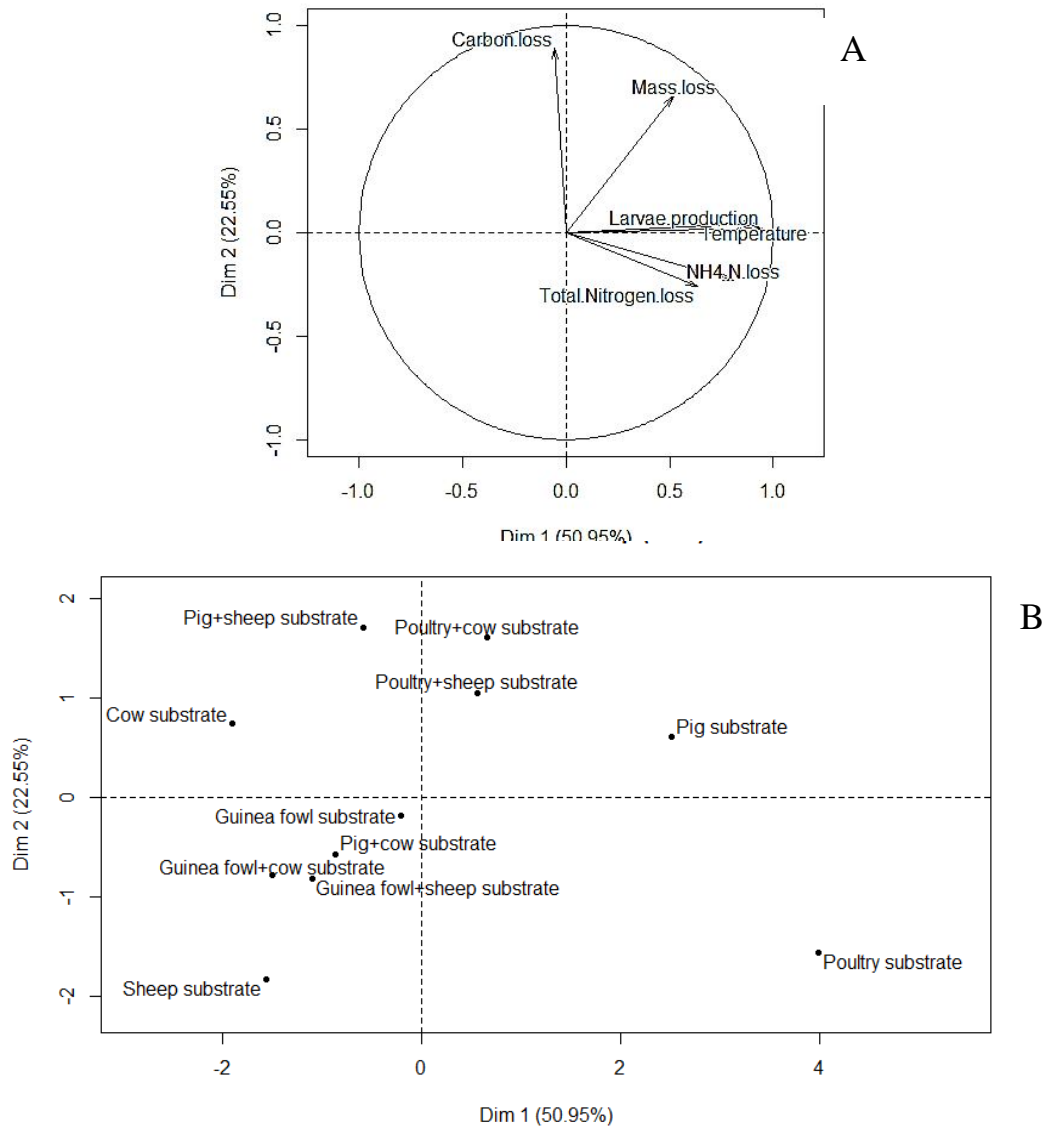 A
1.0
0.5
0.0
-0.5
-1.0
Dim 2 (22.55%)
Carbon.loss
Mass.loss
Larvae.production
Temperature
NH4.N.loss
Total.Nitrogen.loss
-1.0 -0.5 0.0 0.5 1.0
Dim 1 (50.95%)
B
2
1
0
-1
-2
Dim 2 (22.55%)
Pig+sheep substrate
Poultry+cow substrate
Poultry+sheep substrate
Cow substrate
Pig substrate
Guinea fowl substrate
Pig+cow substrate
Guinea fowl+cow substrate
Guinea fowl+sheep substrate
Poultry substrate
Sheep substrate
-2 0 2 4
Dim 1 (50.95%)